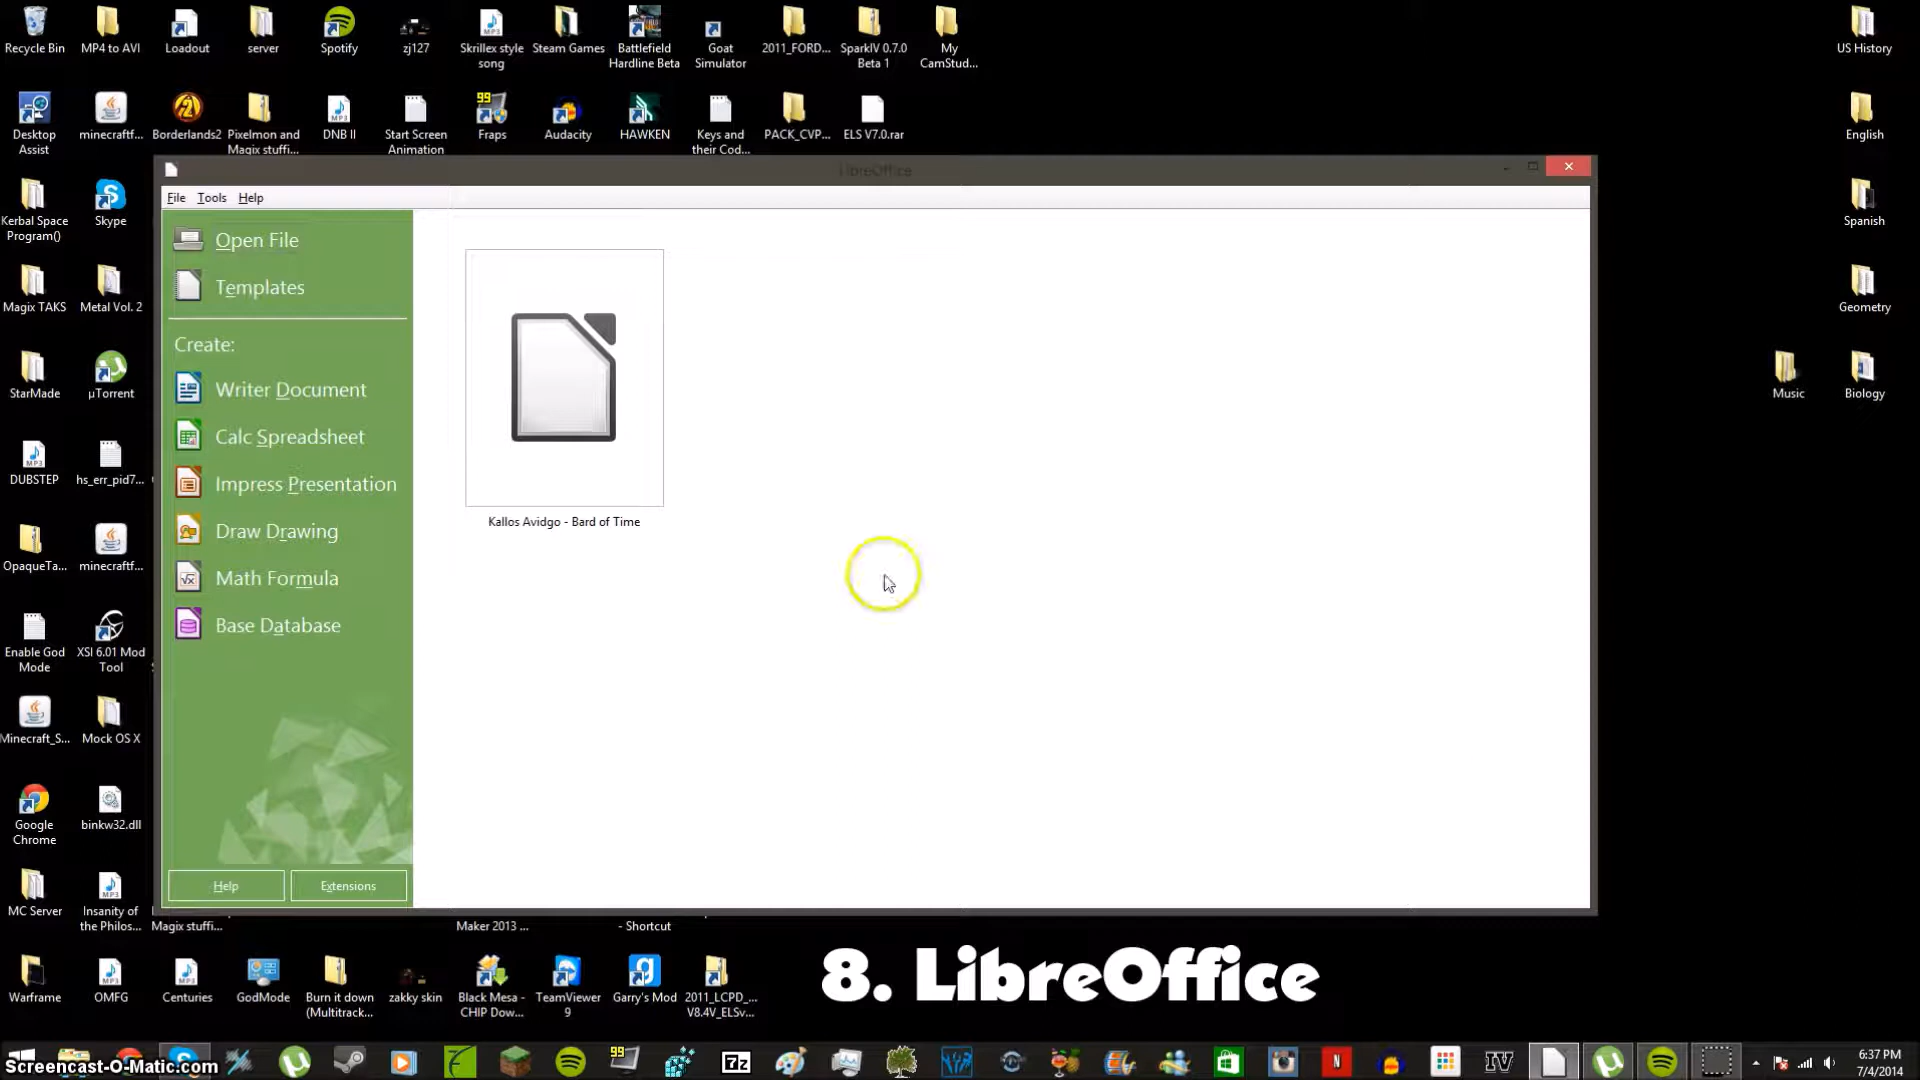 Recycle Bin
MP4 to AVI
Loadout
server
Spotify
zj127
Skrillex style
song
Steam Games
Battlefield
Hardline Beta
Goat
Simulator
2011_FORD...
SparkIV 0.7.0
Beta 1
My
CamStud...
US History
Desktop
Assist
minecraftf...
Borderlands2
Pixelmon and
Magix stuffi...
DNB II
Start Screen
Animation
99
Fraps
Audacity
HAWKEN
Keys and
their Cod...
PACK_CVP...
ELS V7.0.rar
English
LibreOffice
File Tools Help
Kerbal Space
Program()
Skype
Spanish
Open File
Templates
Magix TAKS
Metal Vol. 2
Geometry
Create:
Writer Document
StarMade
µTorrent
Music
Biology
Calc Spreadsheet
DUBSTEP
hs_err_pid7...
Impress Presentation
Kallos Avidgo - Bard of Time
Draw Drawing
OpaqueTa...
minecraftf...
Math Formula
Base Database
Enable God
Mode
XSI 6.01 Mod
Tool
Minecraft_S...
Mock OS X
Google
Chrome
binkw32.dll
Help
Extensions
MC Server
Insanity of
the Philos...
Magix stuffi...
Maker 2013 ...
- Shortcut
Warframe
OMFG
Centuries
GodMode
Burn it down
(Multitrack...
zakky skin
Black Mesa -
CHIP Dow...
TeamViewer
9
Garry's Mod
2011_LCPD_...
V8.4V_ELSv...
8. LibreOffice
Screencast-O-Matic.com
99
7z
N
IV
6:37 PM
7/4/2014